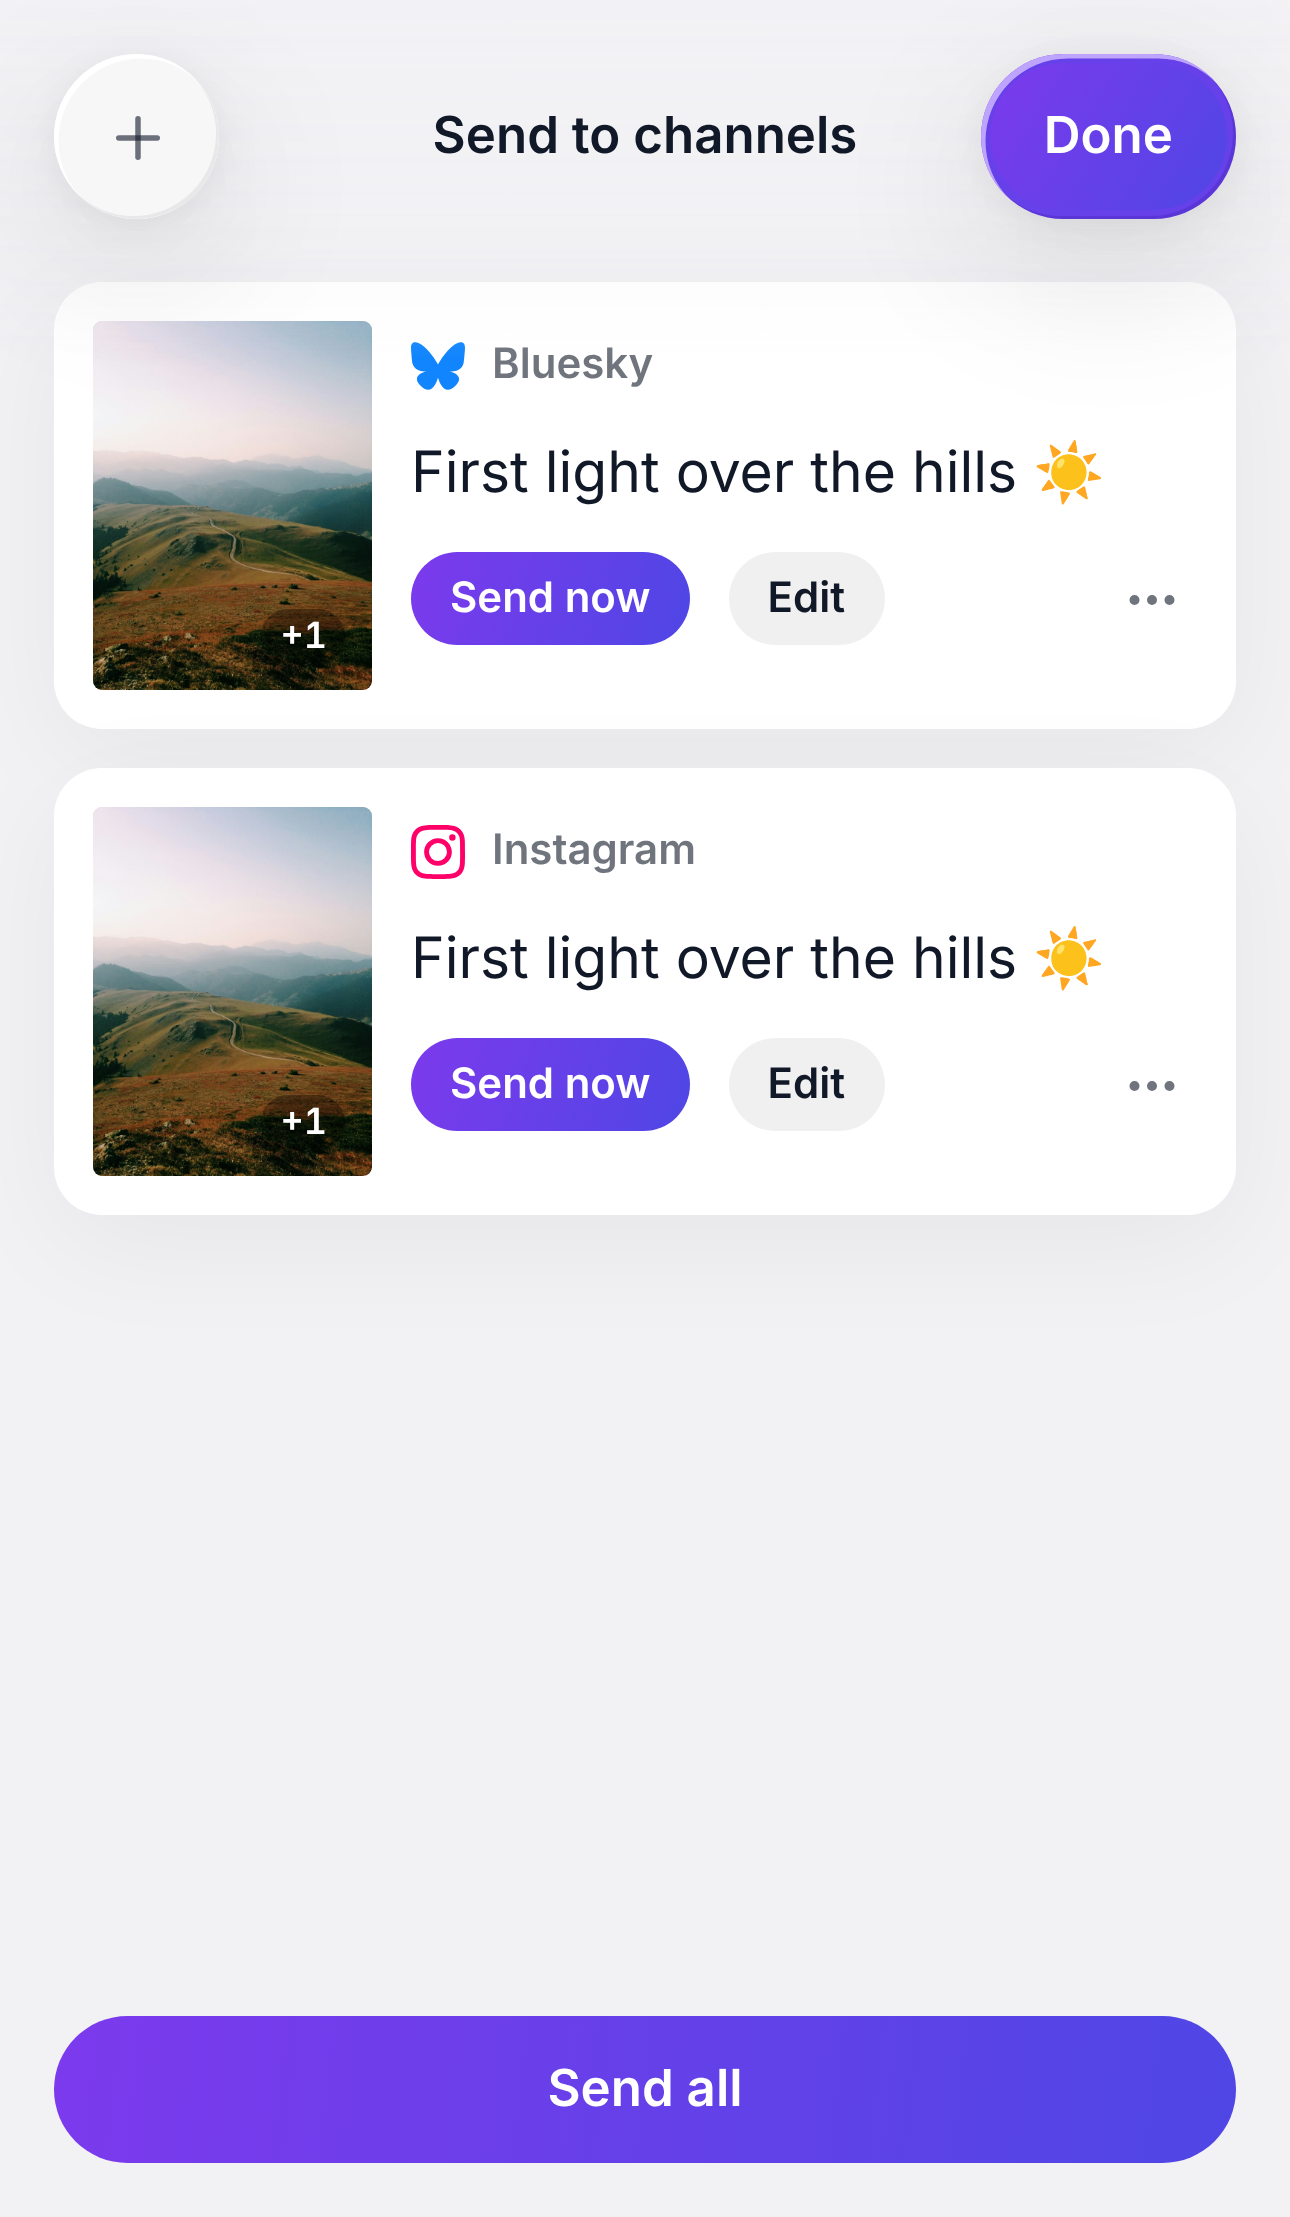 Send to channels
Done
Bluesky
First light over the hills ☀️
Send now
Edit
+1
Instagram
First light over the hills ☀️
Send now
Edit
+1
Send all